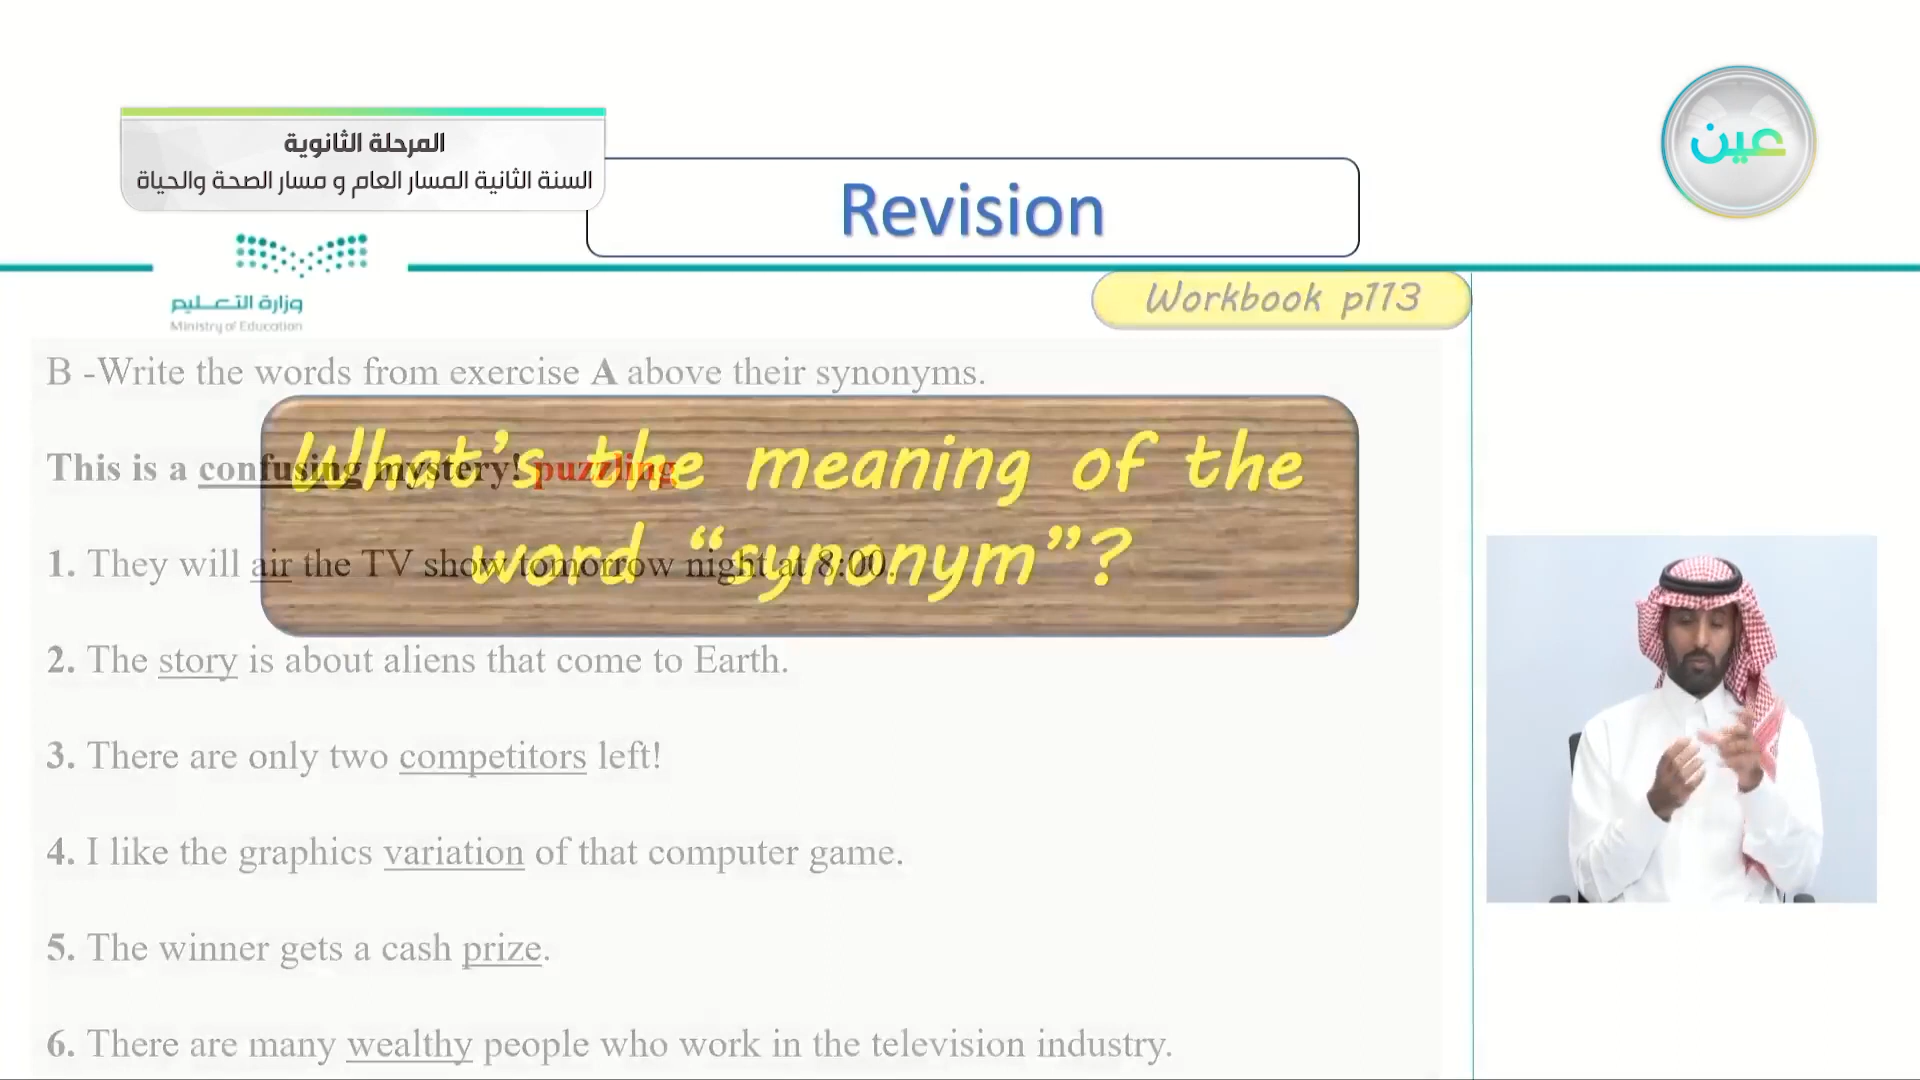 المرحلة الثانوية
السنة الثانية المسار العام و مسار الصحة والحياة
عين
Revision
وزارة التعليم
Ministry of Education
Workbook p113
B -Write the words from exercise A above their synonyms.
What's the meaning of the
word “synonym”?
This is a confusing mystery! puzzling
1. They will air the TV show tomorrow night at 8:00.
2. The story is about aliens that come to Earth.
3. There are only two competitors left!
4. I like the graphics variation of that computer game.
5. The winner gets a cash prize.
6. There are many wealthy people who work in the television industry.